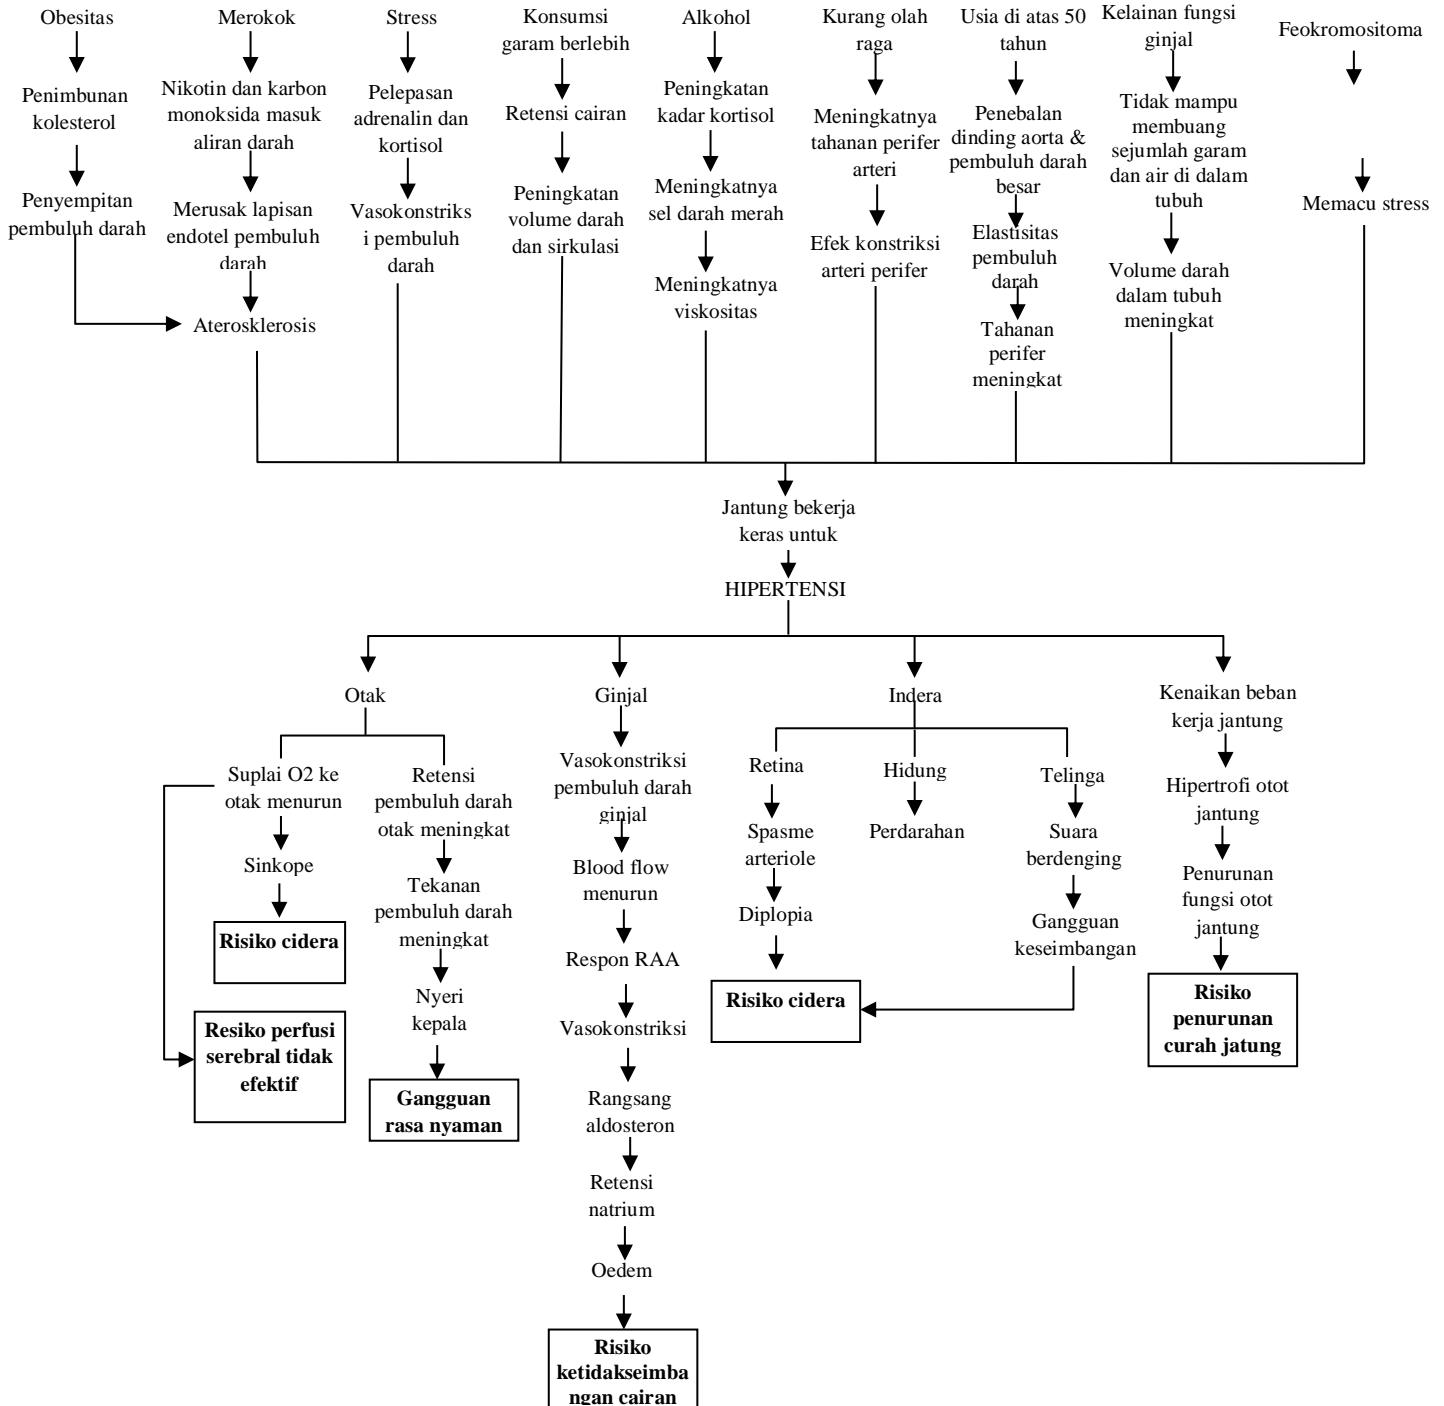 Obesitas
Penimbunan
kolesterol
Penyempitan
pembuluh darah
Merokok
Nikotin dan karbon
monoksida masuk
aliran darah
Merusak lapisan
endotel pembuluh
darah
Aterosklerosis
Stress
Pelepasan
adrenalin dan
kortisol
Vasokonstriks
i pembuluh
darah
Konsumsi
garam berlebih
Retensi cairan
Peningkatan
volume darah
dan sirkulasi
Alkohol
Peningkatan
kadar kortisol
Meningkatnya
sel darah merah
Meningkatnya
viskositas
Kurang olah
raga
Meningkatnya
tahanan perifer
arteri
Efek konstriksi
arteri perifer
Usia di atas 50
tahun
Penebalan
dinding aorta &
pembuluh darah
besar
Elastisitas
pembuluh
darah
Tahanan
perifer
meningkat
Kelainan fungsi
ginjal
Tidak mampu
membuang
sejumlah garam
dan air di dalam
tubuh
Volume darah
dalam tubuh
meningkat
Feokromositoma
Memacu stress
Jantung bekerja
keras untuk
HIPERTENSI
Otak
Suplai O2 ke
otak menurun
Sinkope
Risiko cidera
Resiko perfusi
serebral tidak
efektif
Retensi
pembuluh darah
otak meningkat
Tekanan
pembuluh darah
meningkat
Nyeri
kepala
Gangguan
rasa nyaman
Ginjal
Vasokonstriksi
pembuluh darah
ginjal
Blood flow
menurun
Respon RAA
Vasokonstriksi
Rangsang
aldosteron
Retensi
natrium
Oedem
Risiko
ketidakseimba
ngan cairan
Indera
Retina
Spasme
arteriole
Diplopia
Risiko cidera
Hidung
Perdarahan
Telinga
Suara
berdenging
Gangguan
keseimbangan
Kenaikan beban
kerja jantung
Hipertrofi otot
jantung
Penurunan
fungsi otot
jantung
Risiko
penurunan
curah jatung